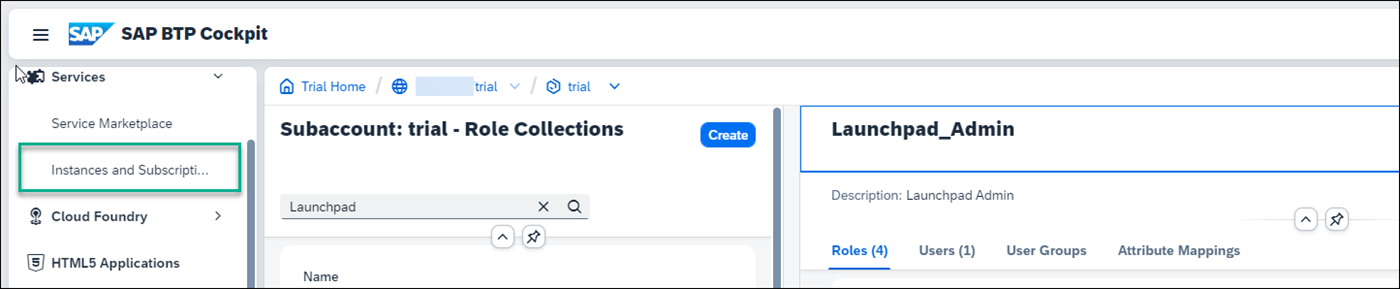 SAP SAP BTP Cockpit
Services
Service Marketplace
Instances and Subscripti...
Cloud Foundry
HTML5 Applications
Trial Home / trial / trial
Subaccount: trial - Role Collections
Create
Launchpad
Name
Launchpad_Admin
Description: Launchpad Admin
Roles (4) Users (1) User Groups Attribute Mappings